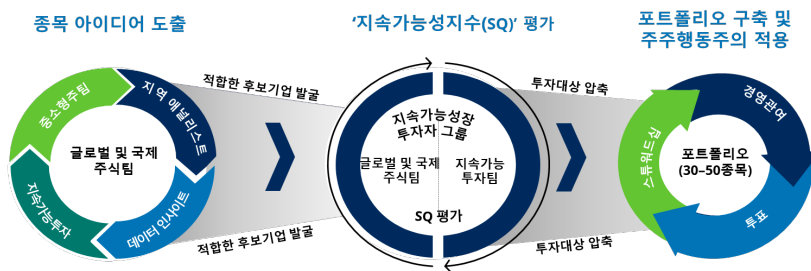 종목 아이디어 도출
중소형주팀
지역 애널리스트
글로벌 및 국제
주식팀
지속가능투자
데이터 인사이트
적합한 후보기업 발굴
적합한 후보기업 발굴
‘지속가능성지수(SQ)’ 평가
지속가능성장
투자자 그룹
글로벌 및 국제
주식팀
지속가능
투자팀
SQ 평가
투자대상 압축
투자대상 압축
포트폴리오 구축 및
주주행동주의 적용
스튜워드십
경영관여
포트폴리오
(30–50종목)
투표